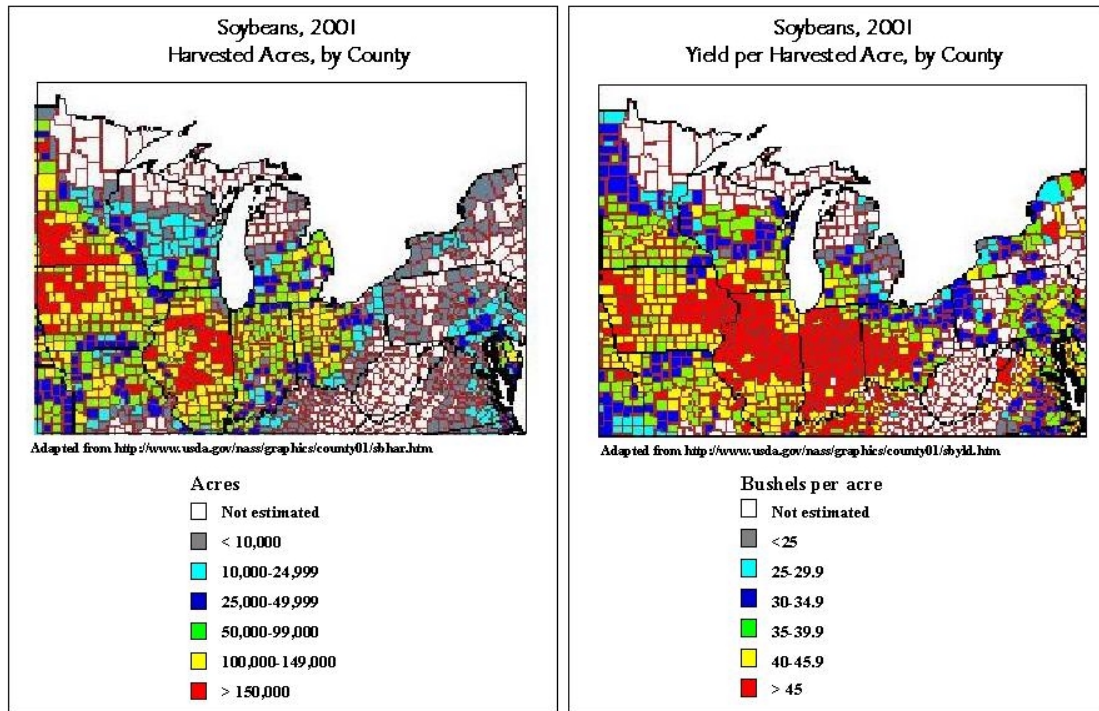 Soybeans, 2001
Harvested Acres, by County
Adapted from http://www.usda.gov/nass/graphics/county01/sbhar.htm
Acres
Not estimated
< 10,000
10,000-24,999
25,000-49,999
50,000-99,000
100,000-149,000
> 150,000
Soybeans, 2001
Yield per Harvested Acre, by County
Adapted from http://www.usda.gov/nass/graphics/county01/sbyld.htm
Bushels per acre
Not estimated
<25
25-29.9
30-34.9
35-39.9
40-45.9
> 45